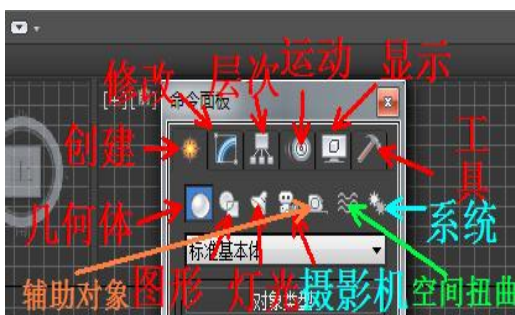 修改 层次 运动 显示
[+][ 命令面板
创建 工具
几何体 系统
标准基本体
辅助对象 图形 灯光 摄影机 空间扭曲
对象类型